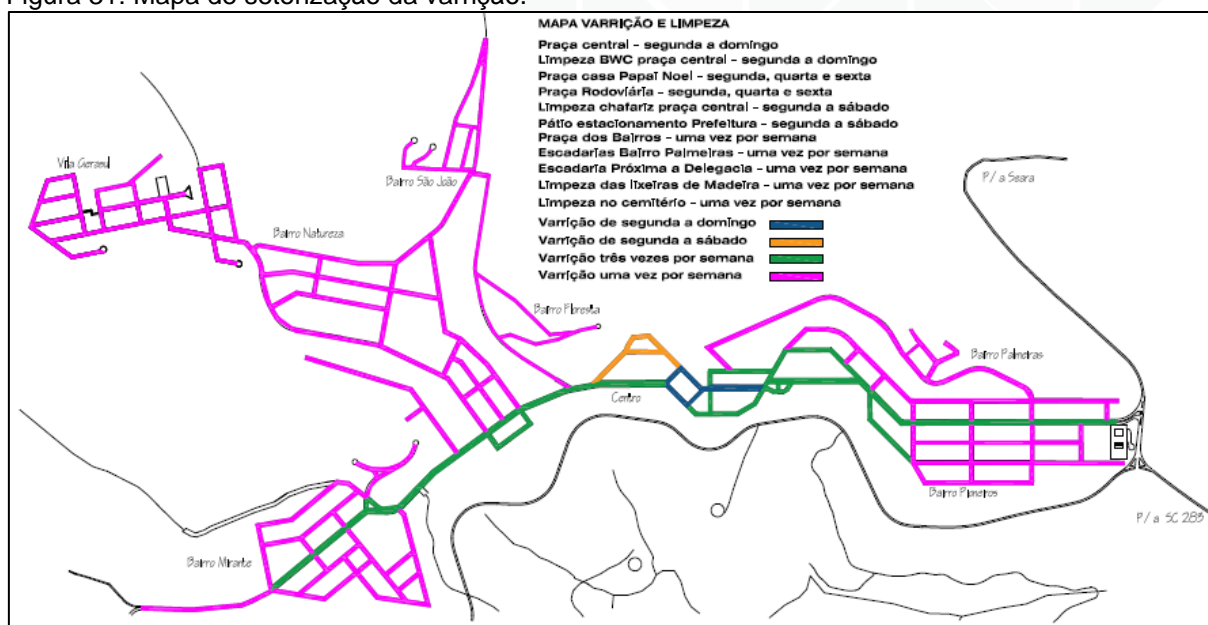 Figura 31: Mapa de setorização da varrição.
MAPA VARRIÇÃO E LIMPEZA
Praça central - segunda a domingo
Limpeza BWC praça central - segunda a domingo
Praça casa Papai Noel - segunda, quarta e sexta
Praça Rodoviária - segunda, quarta e sexta
Limpeza chafariz praça central - segunda a sábado
Pátio estacionamento Prefeitura - segunda a sábado
Praça dos Bairros - uma vez por semana
Escadarias Bairro Palmeiras - uma vez por semana
Escadaria Próxima a Delegacia - uma vez por semana
Limpeza das lixeiras de Madeira - uma vez por semana
Limpeza no cemitério - uma vez por semana
Varrição de segunda a domingo
Varrição de segunda a sábado
Varrição três vezes por semana
Varrição uma vez por semana
Vila Gerasul
Bairro São João
P/ a Seara
Bairro Natureza
Bairro Floresta
Bairro Palmeiras
Centro
Bairro Pioneiros
P/ a SC 283
Bairro Mirante